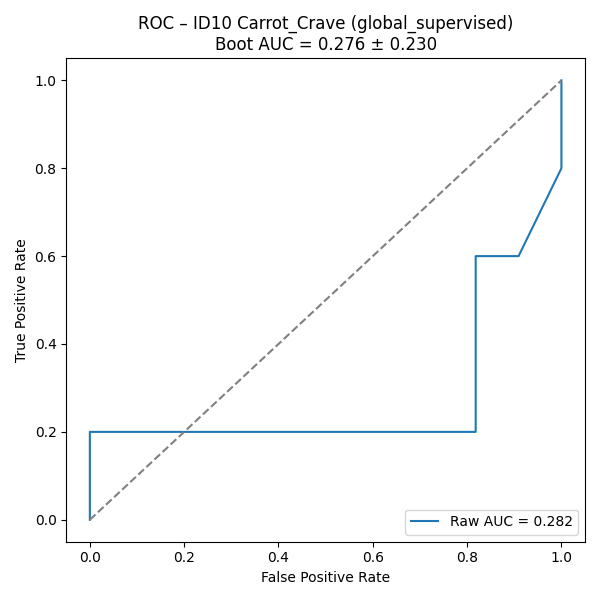 ROC – ID10 Carrot_Crave (global_supervised)
Boot AUC = 0.276 ± 0.230
True Positive Rate
1.0
0.8
0.6
0.4
0.2
0.0
Raw AUC = 0.282
0.0 0.2 0.4 0.6 0.8 1.0
False Positive Rate